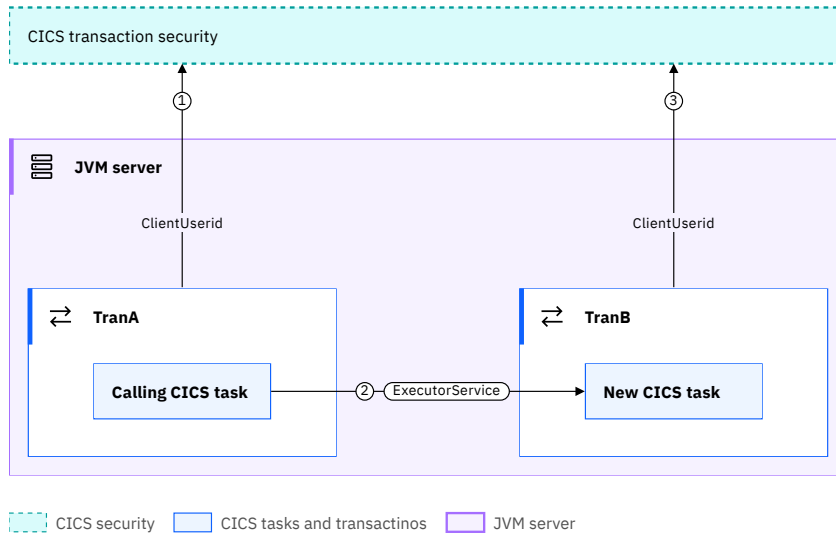 CICS transaction security
1
3
JVM server
ClientUserid
ClientUserid
TranA
TranB
Calling CICS task
2
ExecutorService
New CICS task
CICS security
CICS tasks and transactinos
JVM server